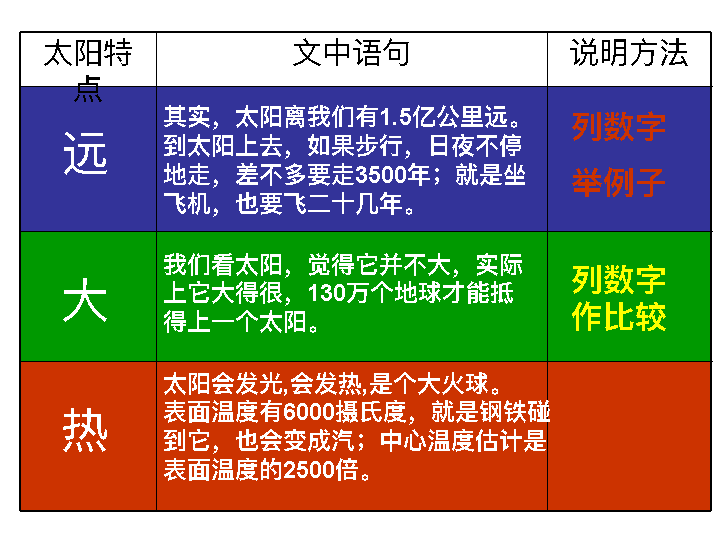 太阳特
点
文中语句
说明方法
远
其实，太阳离我们有1.5亿公里远。
到太阳上去，如果步行，日夜不停
地走，差不多要走3500年；就是坐
飞机，也要飞二十几年。
列数字
举例子
大
我们看太阳，觉得它并不大，实际
上它大得很，130万个地球才能抵
得上一个太阳。
列数字
作比较
热
太阳会发光,会发热,是个大火球。
表面温度有6000摄氏度，就是钢铁碰
到它，也会变成汽；中心温度估计是
表面温度的2500倍。